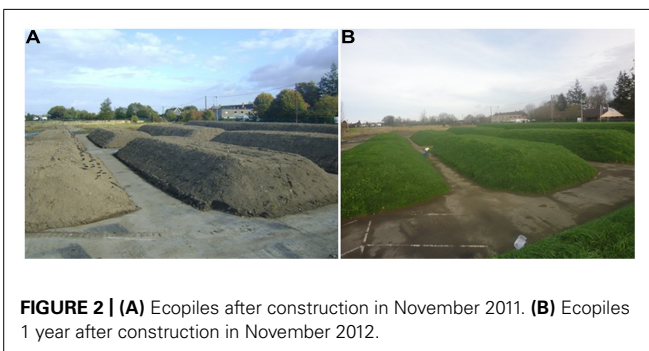 A
B
FIGURE 2 | (A) Ecopiles after construction in November 2011. (B) Ecopiles
1 year after construction in November 2012.